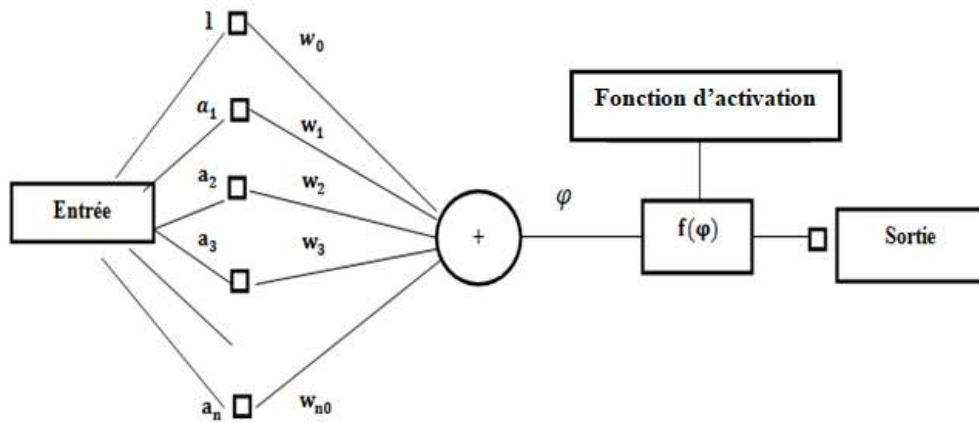 1
w₀
Fonction d’activation
a₁
w₁
a₂
w₂
Entrée
φ
f(φ)
Sortie
+
a₃
w₃
aₙ
wₙ₀